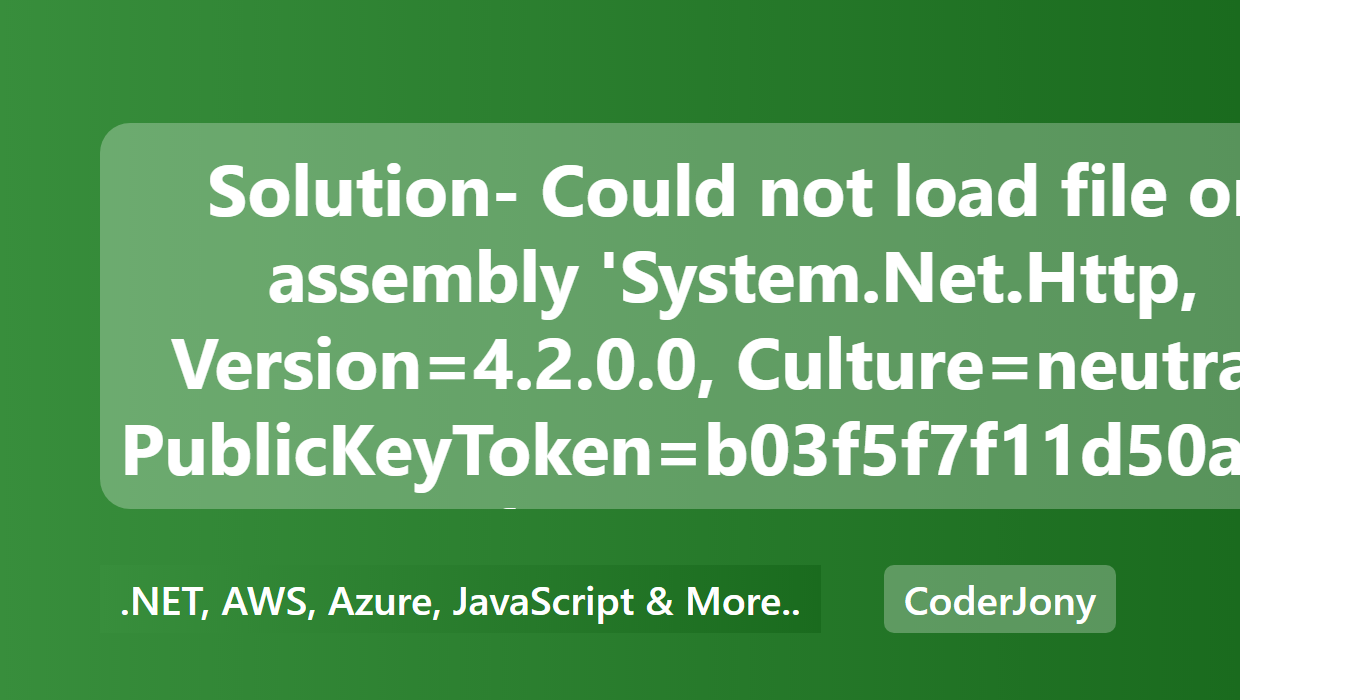 Solution- Could not load file or
assembly 'System.Net.Http,
Version=4.2.0.0, Culture=neutra
PublicKeyToken=b03f5f7f11d50a
.NET, AWS, Azure, JavaScript & More..
CoderJony